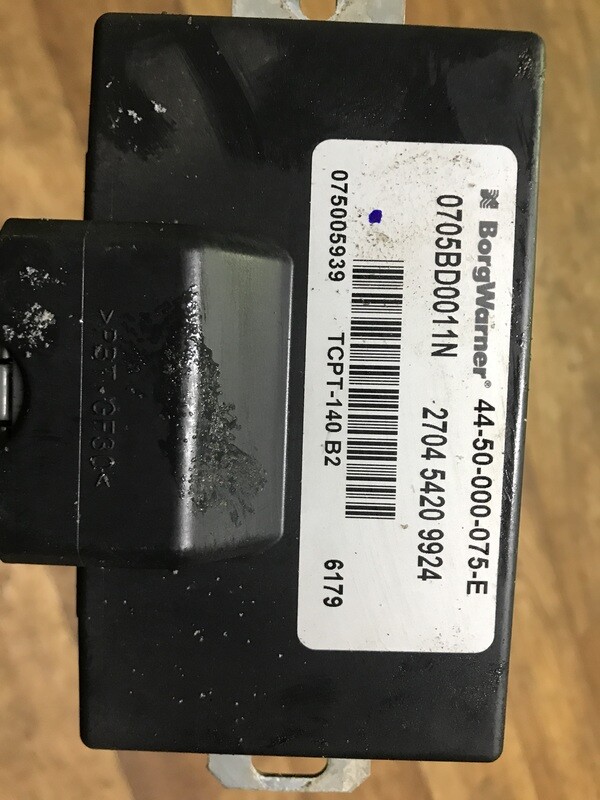 BorgWarner® 44-50-000-075-E
0705BD0011N 2704 5420 9924
075005939 TCPT-140 B2 6179